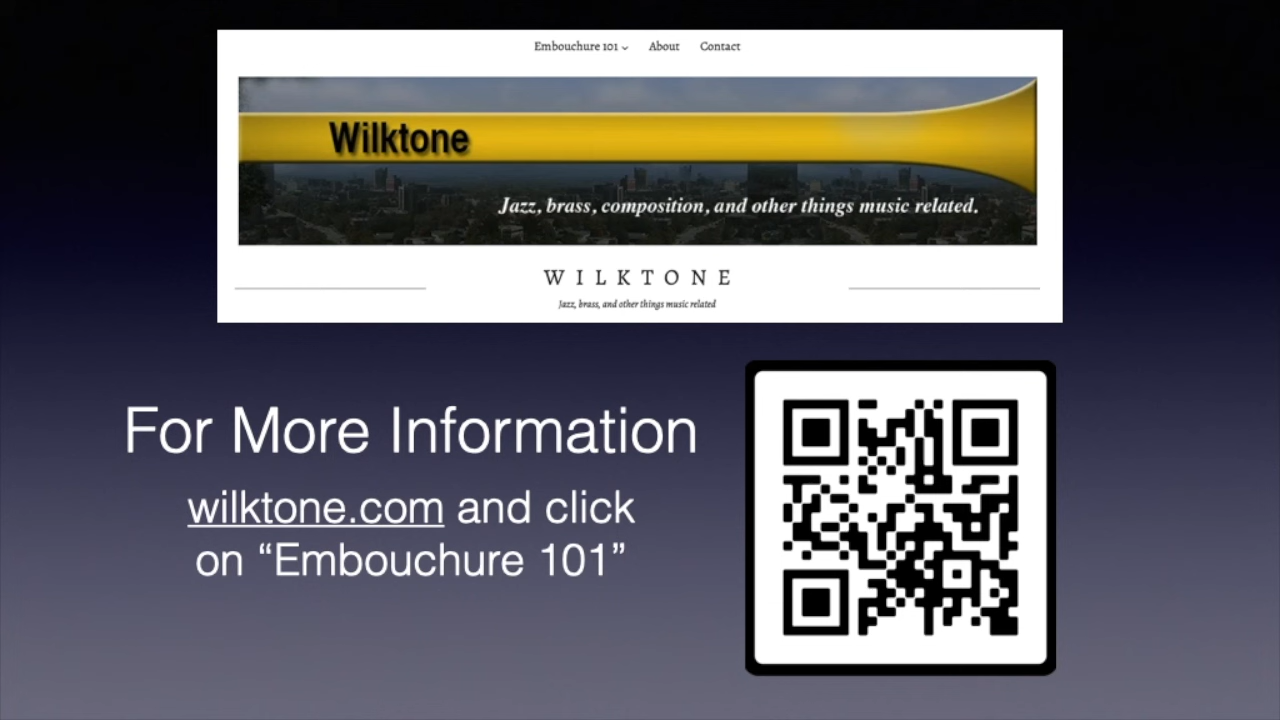 Embouchure 101 About Contact
Wilktone
Jazz, brass, composition, and other things music related.
WILKTONE
Jazz, brass, and other things music related
For More Information
wilktone.com and click
on “Embouchure 101”